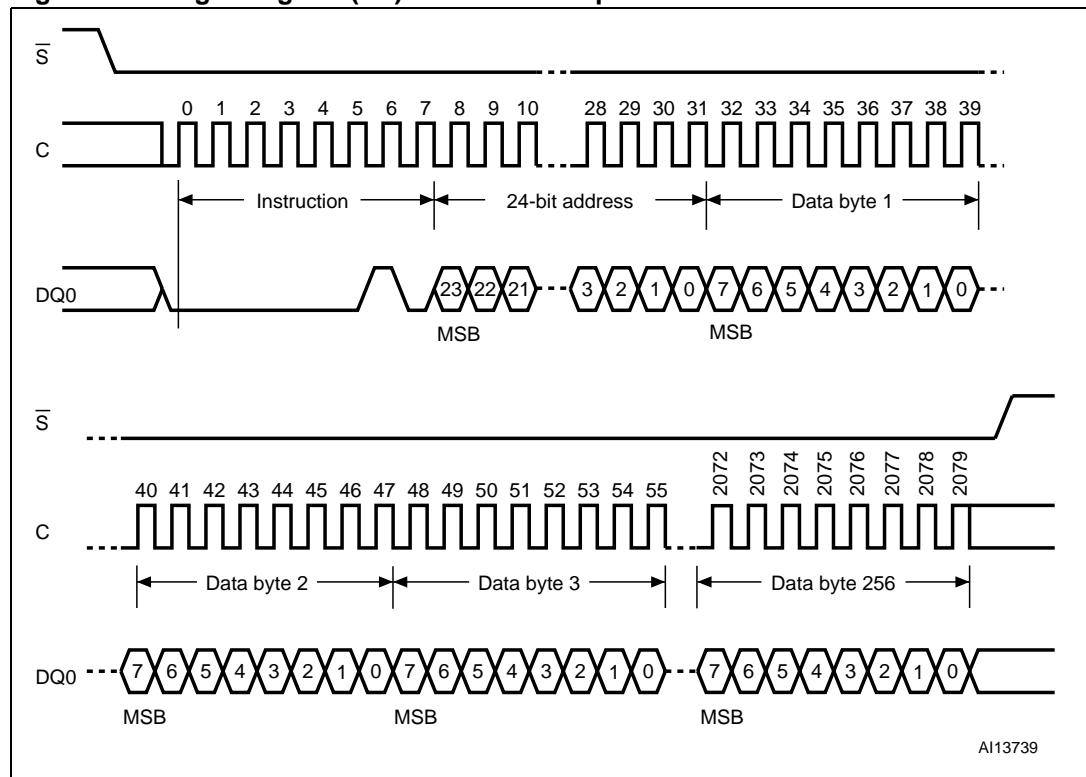 S
0 1 2 3 4 5 6 7 8 9 10 28 29 30 31 32 33 34 35 36 37 38 39
C
Instruction 24-bit address Data byte 1
DQ0
23 22 21 3 2 1 0 7 6 5 4 3 2 1 0
MSB MSB
S
40 41 42 43 44 45 46 47 48 49 50 51 52 53 54 55 2072 2073 2074 2075 2076 2077 2078 2079
C
Data byte 2 Data byte 3 Data byte 256
DQ0
7 6 5 4 3 2 1 0 7 6 5 4 3 2 1 0 7 6 5 4 3 2 1 0
MSB MSB MSB
AI13739